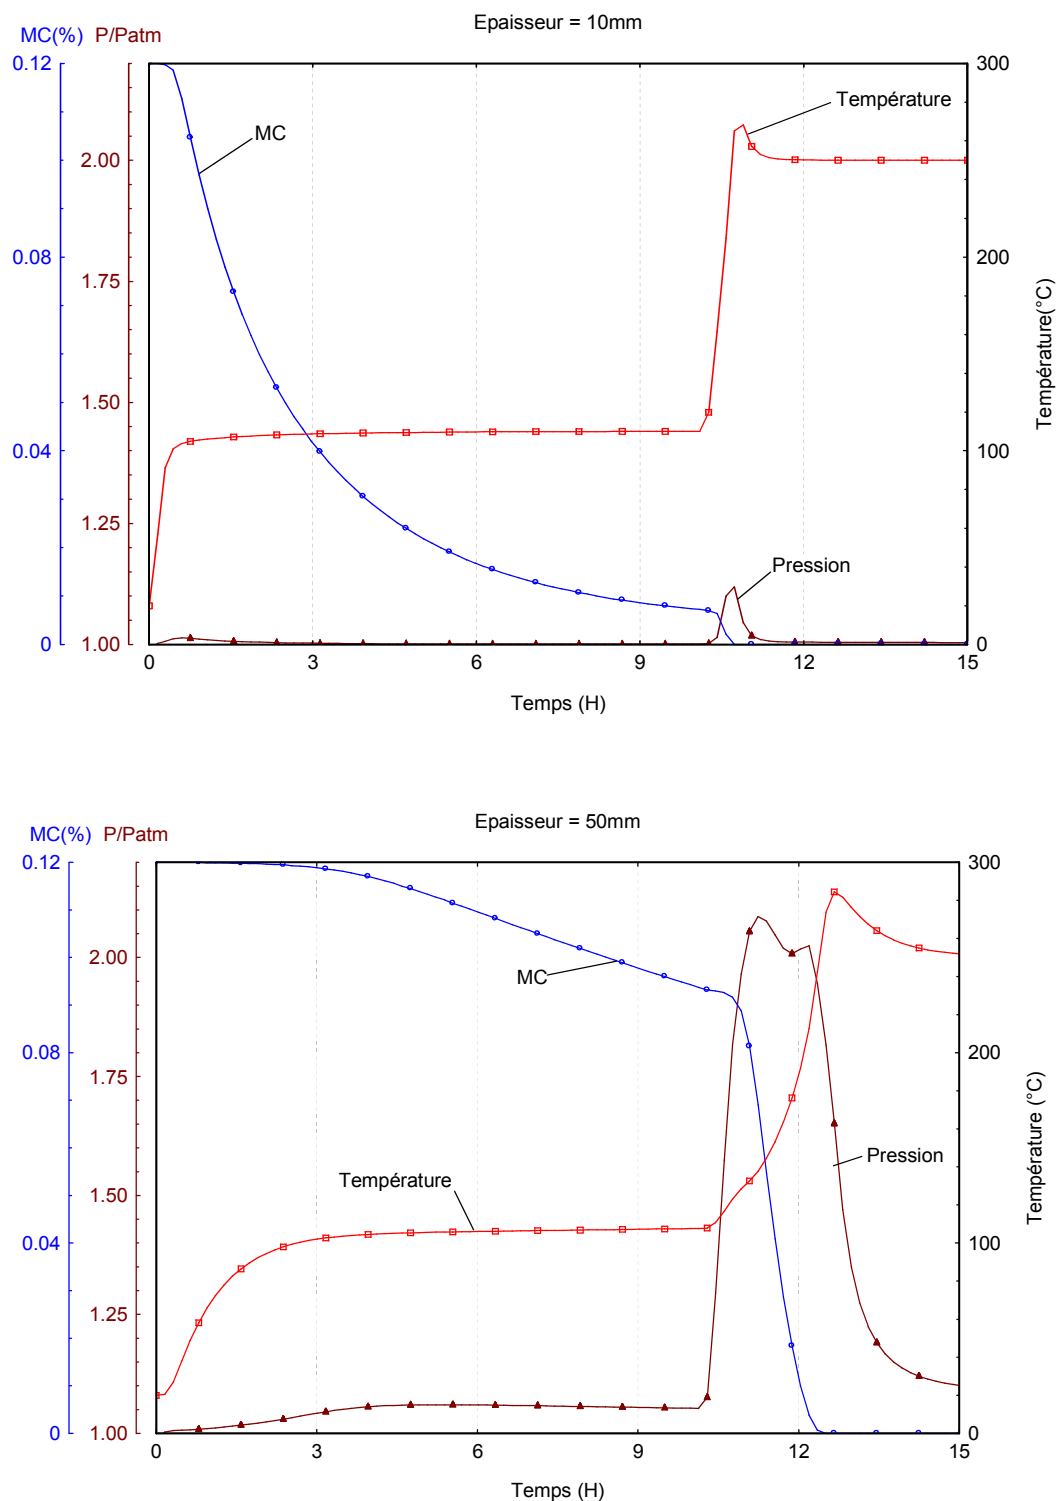 Epaisseur = 10mm
MC(%) P/Patm
0.12 300
Température
MC
2.00
0.08 200
1.75
Température(°C)
1.50
0.04 100
1.25
Pression
0 1.00 0
0 3 6 9 12 15
Temps (H)
Epaisseur = 50mm
MC(%) P/Patm
0.12 300
2.00
MC
0.08 200
1.75
Température (°C)
Pression
Température
1.50
0.04 100
1.25
0 1.00 0
0 3 6 9 12 15
Temps (H)